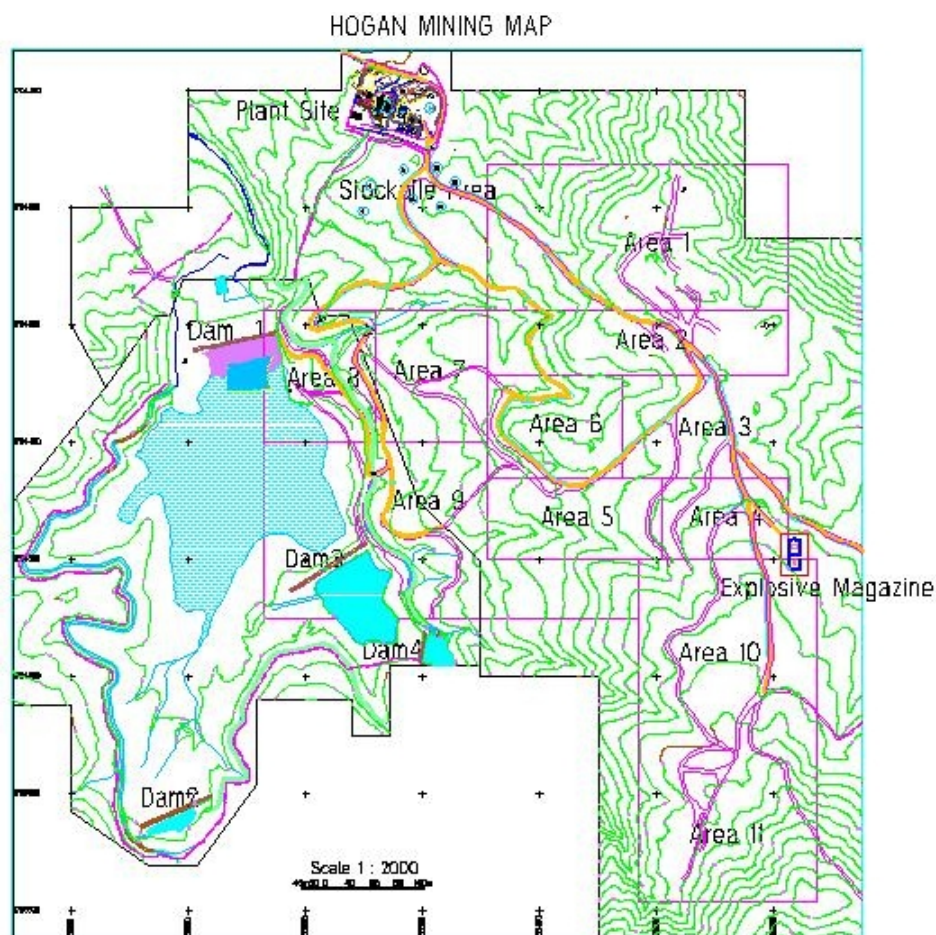 HOGAN MINING MAP
Plant Site
Stockpile Area
Area 1
Dam 1
Area 2
Area 8
Area 7
Area 6
Area 3
Area 9
Area 5
Area 4
Dam3
Explosive Magazine
Dam4
Area 10
Dam2
Area 11
Scale 1 : 2000